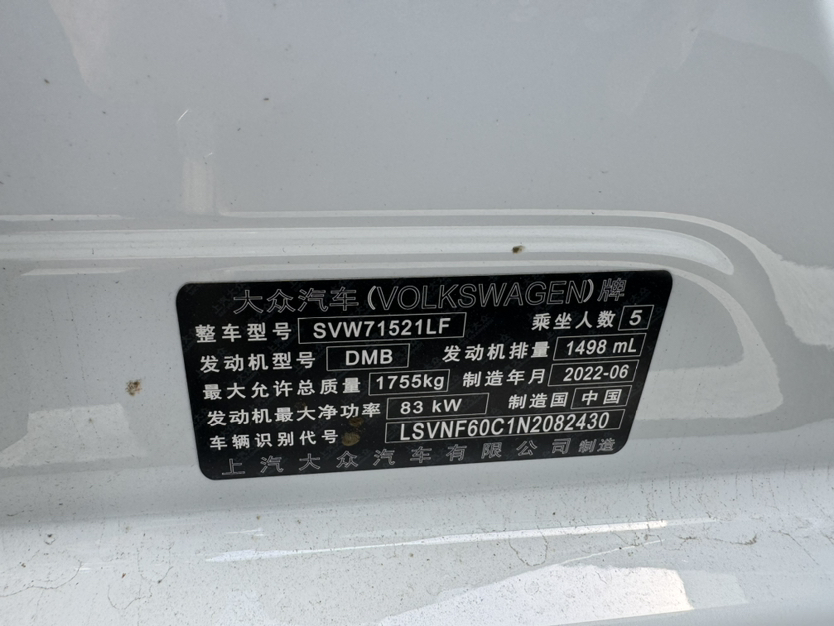 大众汽车(VOLKSWAGEN)牌
整车型号 SVW71521LF 乘坐人数 5
发动机型号 DMB 发动机排量 1498 mL
最大允许总质量 1755kg 制造年月 2022-06
发动机最大净功率 83 kW 制造国 中国
车辆识别代号 LSVNF60C1N2082430
上汽大众汽车有限公司制造